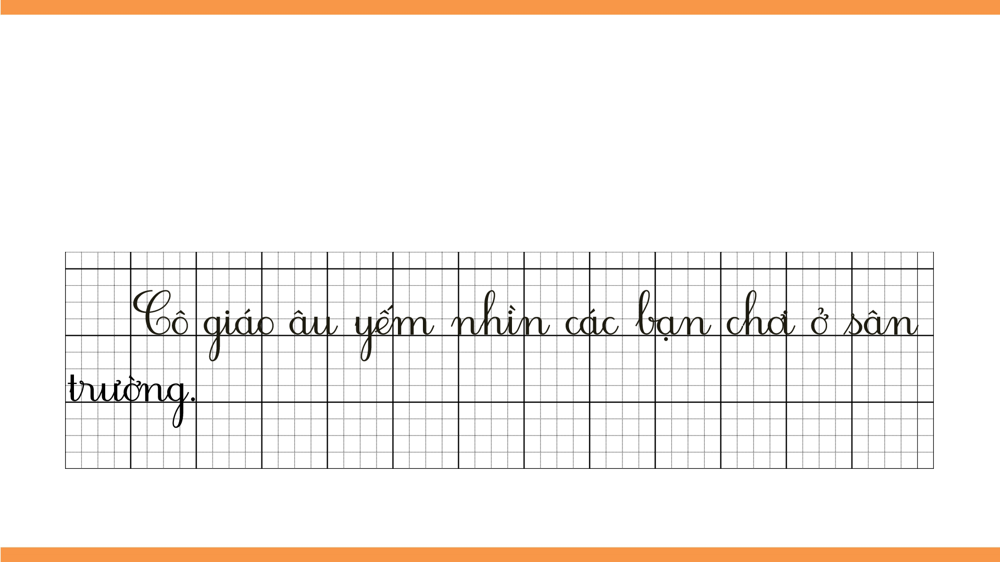 Cô giáo âu yếm nhìn các bạn chơi ở sân
trường.